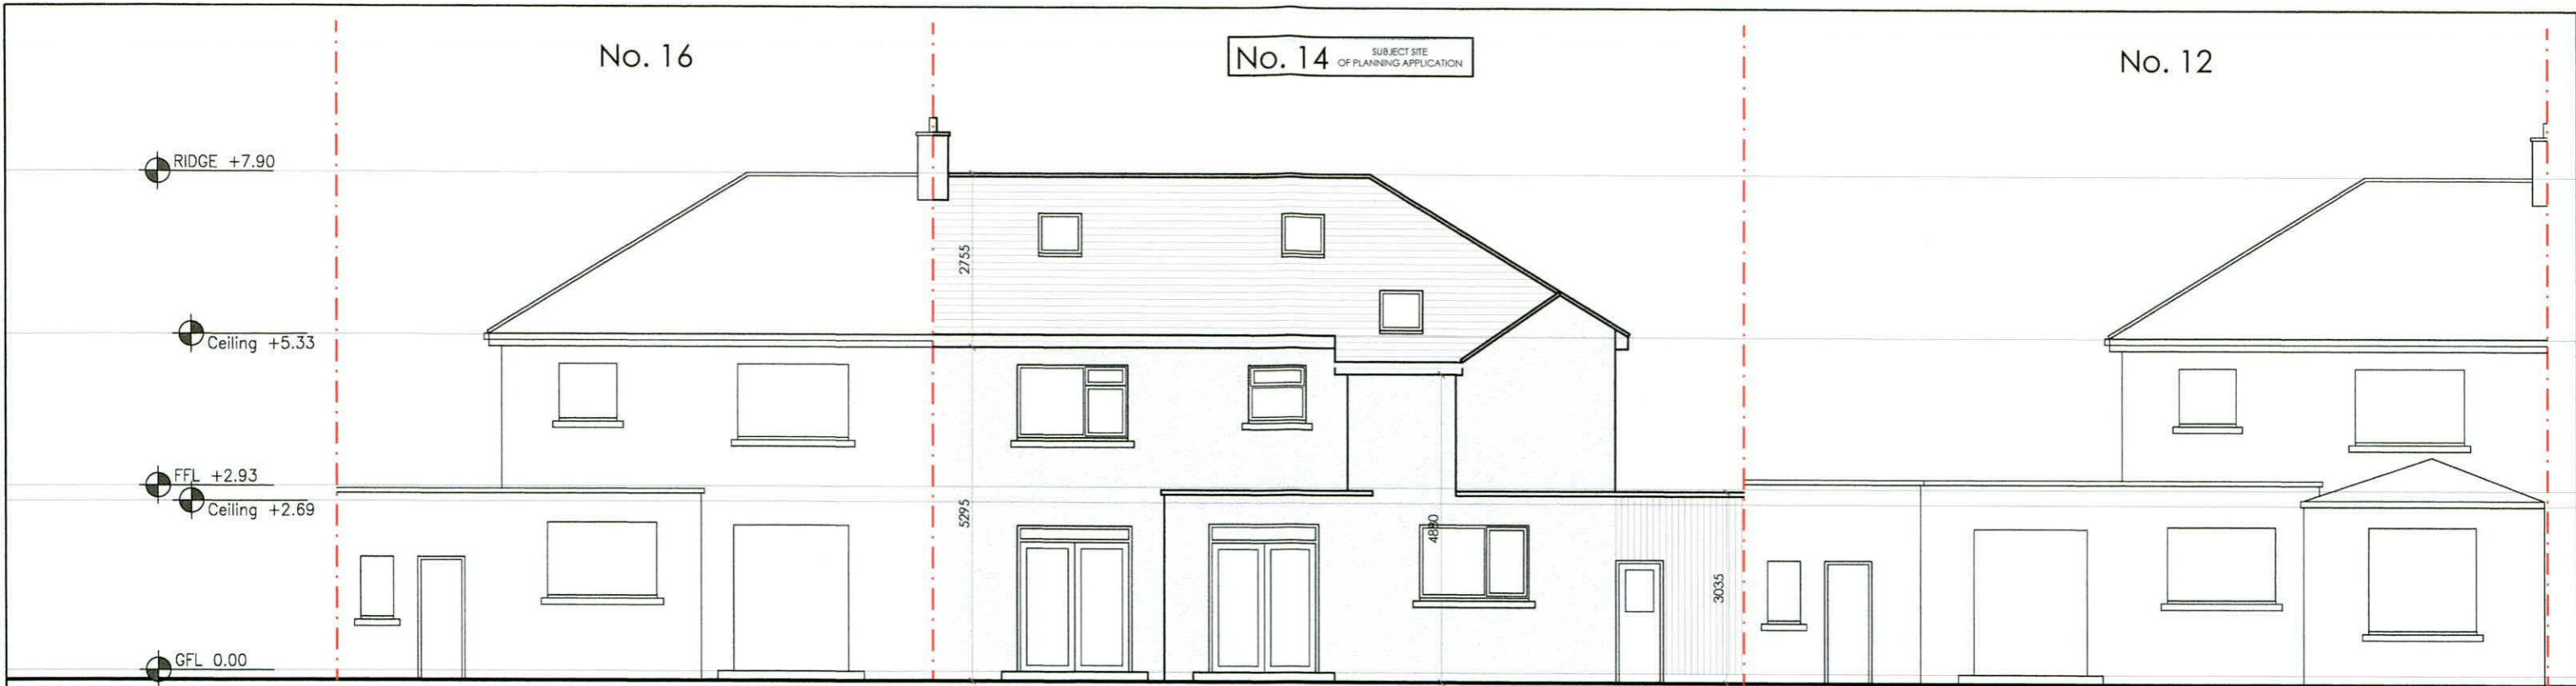 No. 16
No. 14 SUBJECT SITE
OF PLANNING APPLICATION
No. 12
RIDGE +7.90
2755
Ceiling +5.33
FFL +2.93
Ceiling +2.69
5295
4880
3035
GFL 0.00